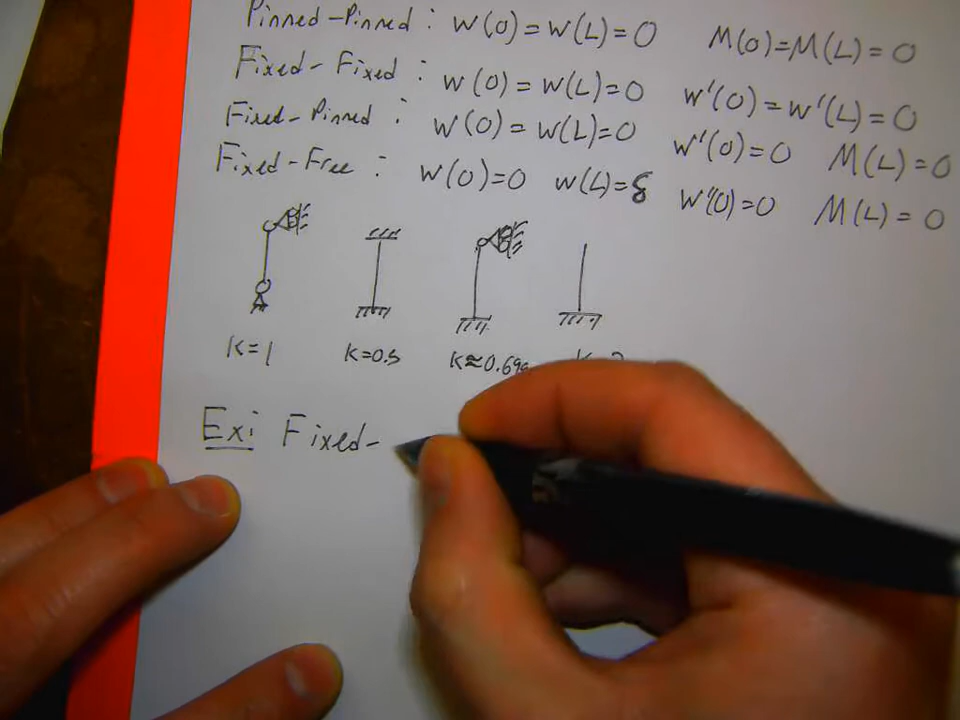 Pinned-Pinned: w(0)=w(L)=0 M(0)=M(L)=0
Fixed-Fixed: w(0)=w(L)=0 w'(0)=w'(L)=0
Fixed-Pinned: w(0)=w(L)=0 w'(0)=0 M(L)=0
Fixed-Free: w(0)=0 w(L)=δ w'(0)=0 M(L)=0
K=1 K=0.5 K≈0.699
Ex: Fixed-